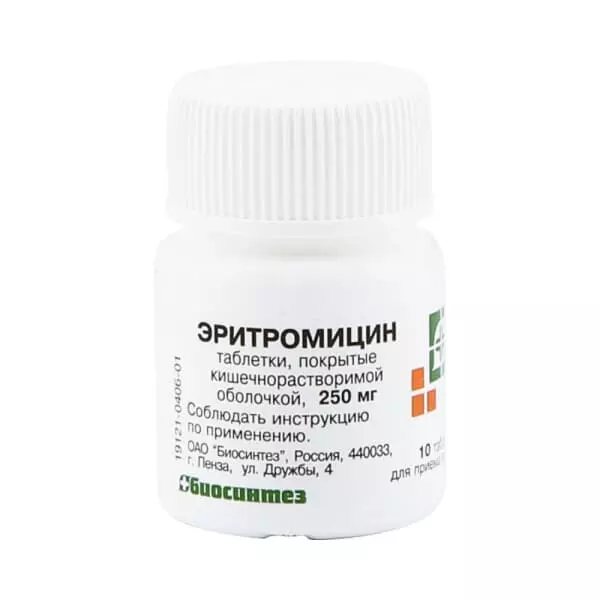 ЭРИТРОМИЦИН
таблетки, покрытые
кишечнорастворимой
оболочкой, 250 мг
Соблюдать инструкцию
по применению.
ОАО "Биосинтез", Россия, 440033,
г. Пенза, ул. Дружбы, 4
Биосинтез
19121-0406-01
10
для приема